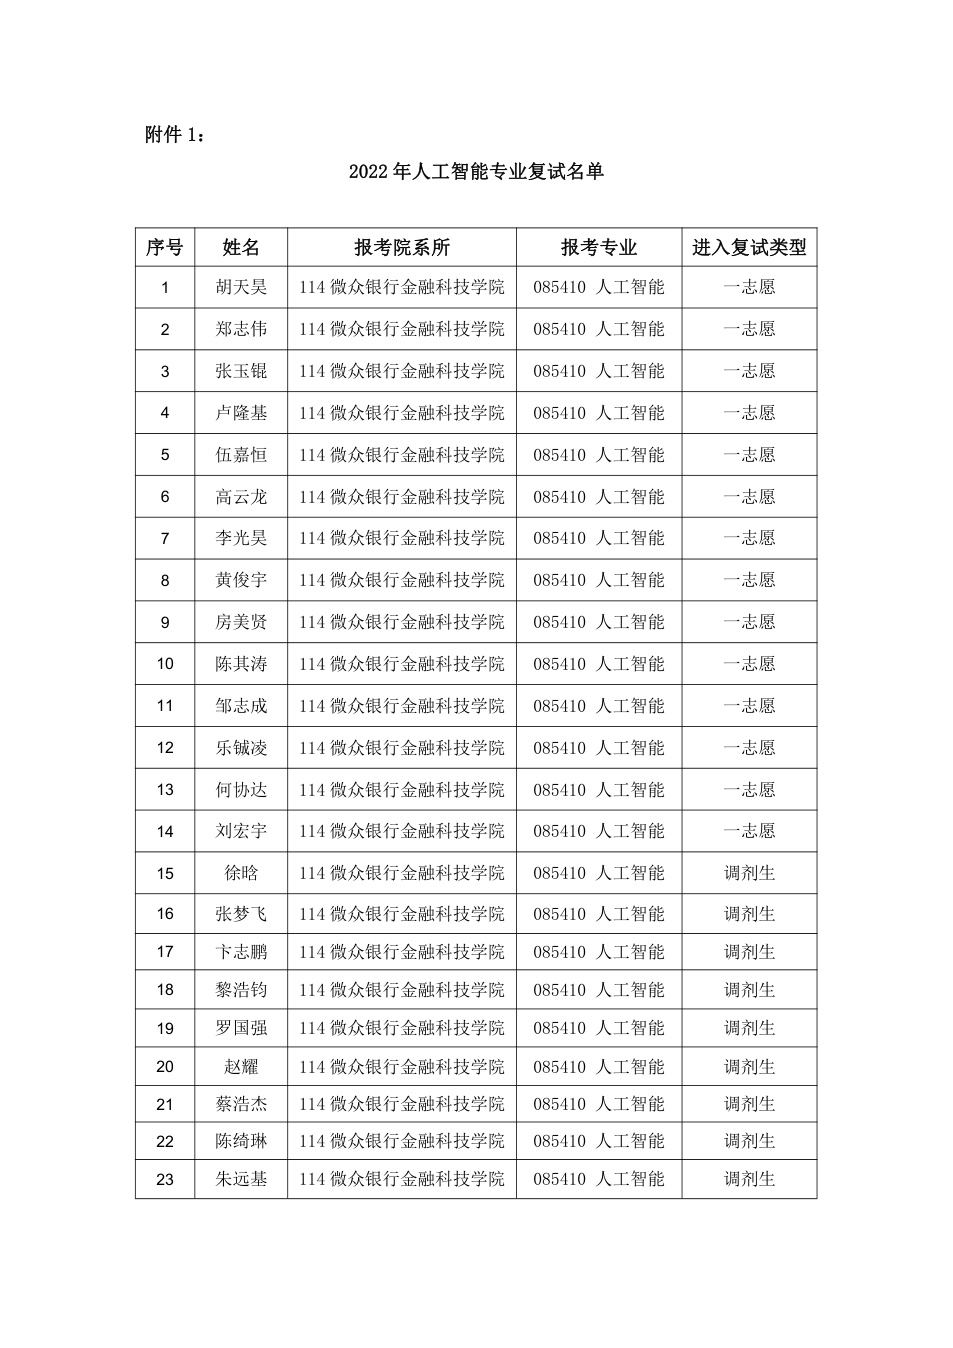 附件 1：
2022 年人工智能专业复试名单
序号 姓名 报考院系所 报考专业 进入复试类型
1 胡天昊 114 微众银行金融科技学院 085410 人工智能 一志愿
2 郑志伟 114 微众银行金融科技学院 085410 人工智能 一志愿
3 张玉锟 114 微众银行金融科技学院 085410 人工智能 一志愿
4 卢隆基 114 微众银行金融科技学院 085410 人工智能 一志愿
5 伍嘉恒 114 微众银行金融科技学院 085410 人工智能 一志愿
6 高云龙 114 微众银行金融科技学院 085410 人工智能 一志愿
7 李光昊 114 微众银行金融科技学院 085410 人工智能 一志愿
8 黄俊宇 114 微众银行金融科技学院 085410 人工智能 一志愿
9 房美贤 114 微众银行金融科技学院 085410 人工智能 一志愿
10 陈其涛 114 微众银行金融科技学院 085410 人工智能 一志愿
11 邹志成 114 微众银行金融科技学院 085410 人工智能 一志愿
12 乐铖凌 114 微众银行金融科技学院 085410 人工智能 一志愿
13 何协达 114 微众银行金融科技学院 085410 人工智能 一志愿
14 刘宏宇 114 微众银行金融科技学院 085410 人工智能 一志愿
15 徐晗 114 微众银行金融科技学院 085410 人工智能 调剂生
16 张梦飞 114 微众银行金融科技学院 085410 人工智能 调剂生
17 卞志鹏 114 微众银行金融科技学院 085410 人工智能 调剂生
18 黎浩钧 114 微众银行金融科技学院 085410 人工智能 调剂生
19 罗国强 114 微众银行金融科技学院 085410 人工智能 调剂生
20 赵耀 114 微众银行金融科技学院 085410 人工智能 调剂生
21 蔡浩杰 114 微众银行金融科技学院 085410 人工智能 调剂生
22 陈绮琳 114 微众银行金融科技学院 085410 人工智能 调剂生
23 朱远基 114 微众银行金融科技学院 085410 人工智能 调剂生